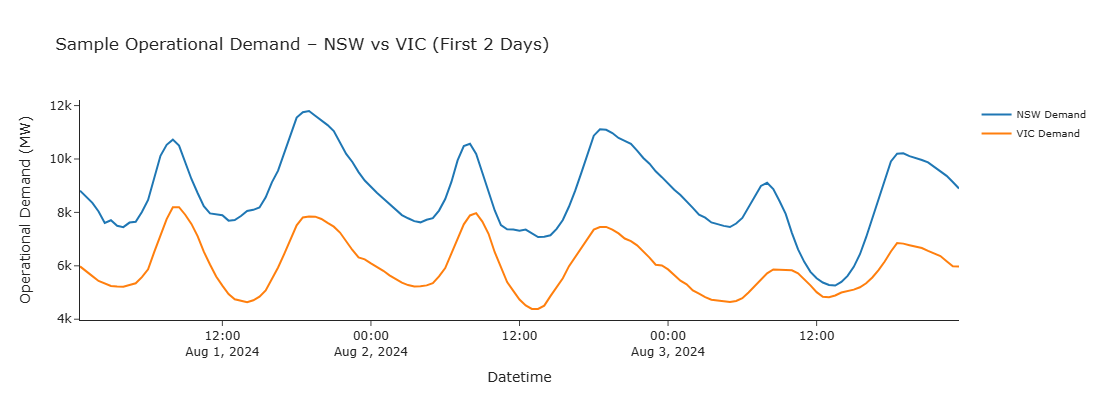 Sample Operational Demand – NSW vs VIC (First 2 Days)
Operational Demand (MW)
12k
10k
8k
6k
4k
NSW Demand
VIC Demand
12:00
Aug 1, 2024
00:00
Aug 2, 2024
12:00
00:00
Aug 3, 2024
12:00
Datetime